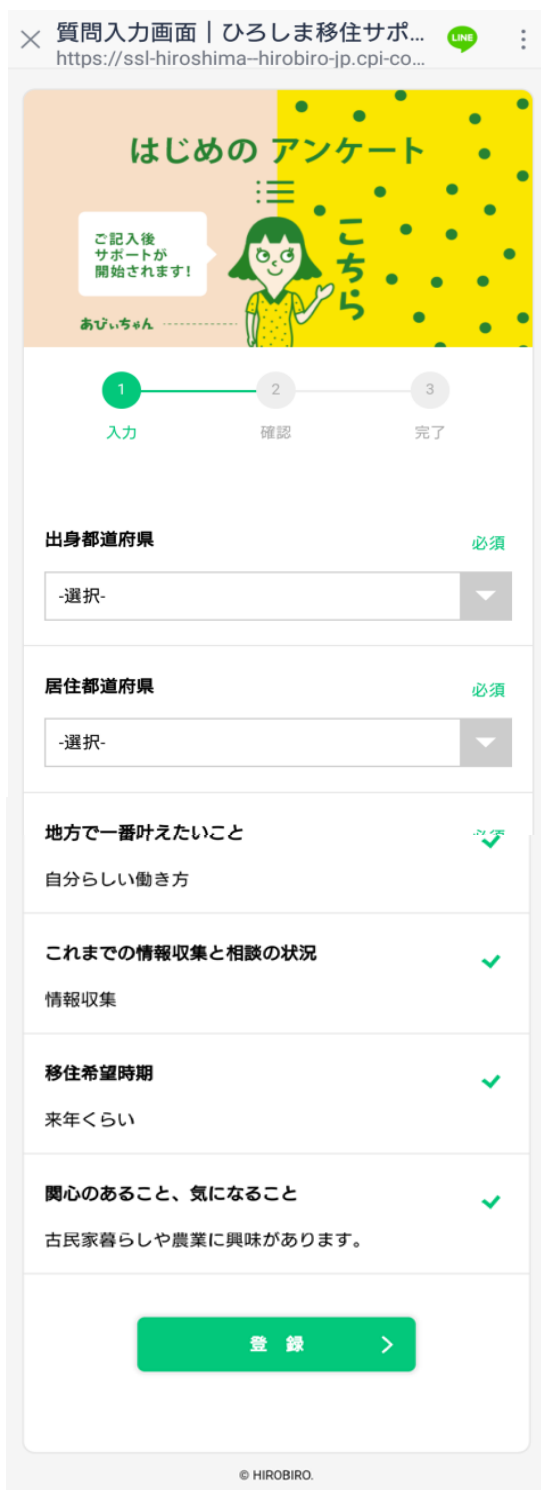 質問入力画面｜ひろしま移住サポ...
LINE
https://ssl-hiroshima--hirobiro-jp.cpi-co...
はじめの アンケート
こちら
ご記入後
サポートが
開始されます!
あびぃちゃん
1
2
3
入力
確認
完了
出身都道府県
必須
-選択-
居住都道府県
必須
-選択-
地方で一番叶えたいこと
自分らしい働き方
これまでの情報収集と相談の状況
情報収集
移住希望時期
来年くらい
関心のあること、気になること
古民家暮らしや農業に興味があります。
登 録
© HIROBIRO.